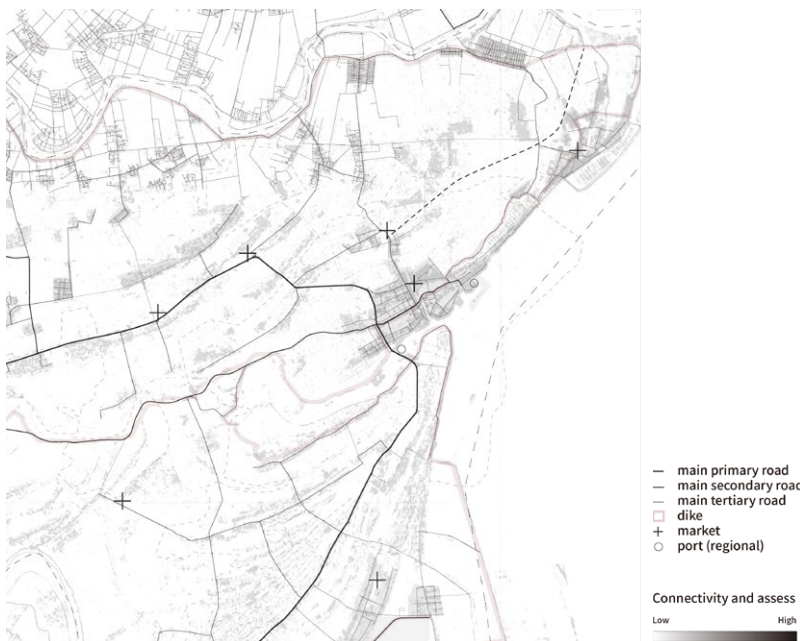 main primary road
main secondary road
main tertiary road
dike
market
port (regional)
Connectivity and assess
Low High